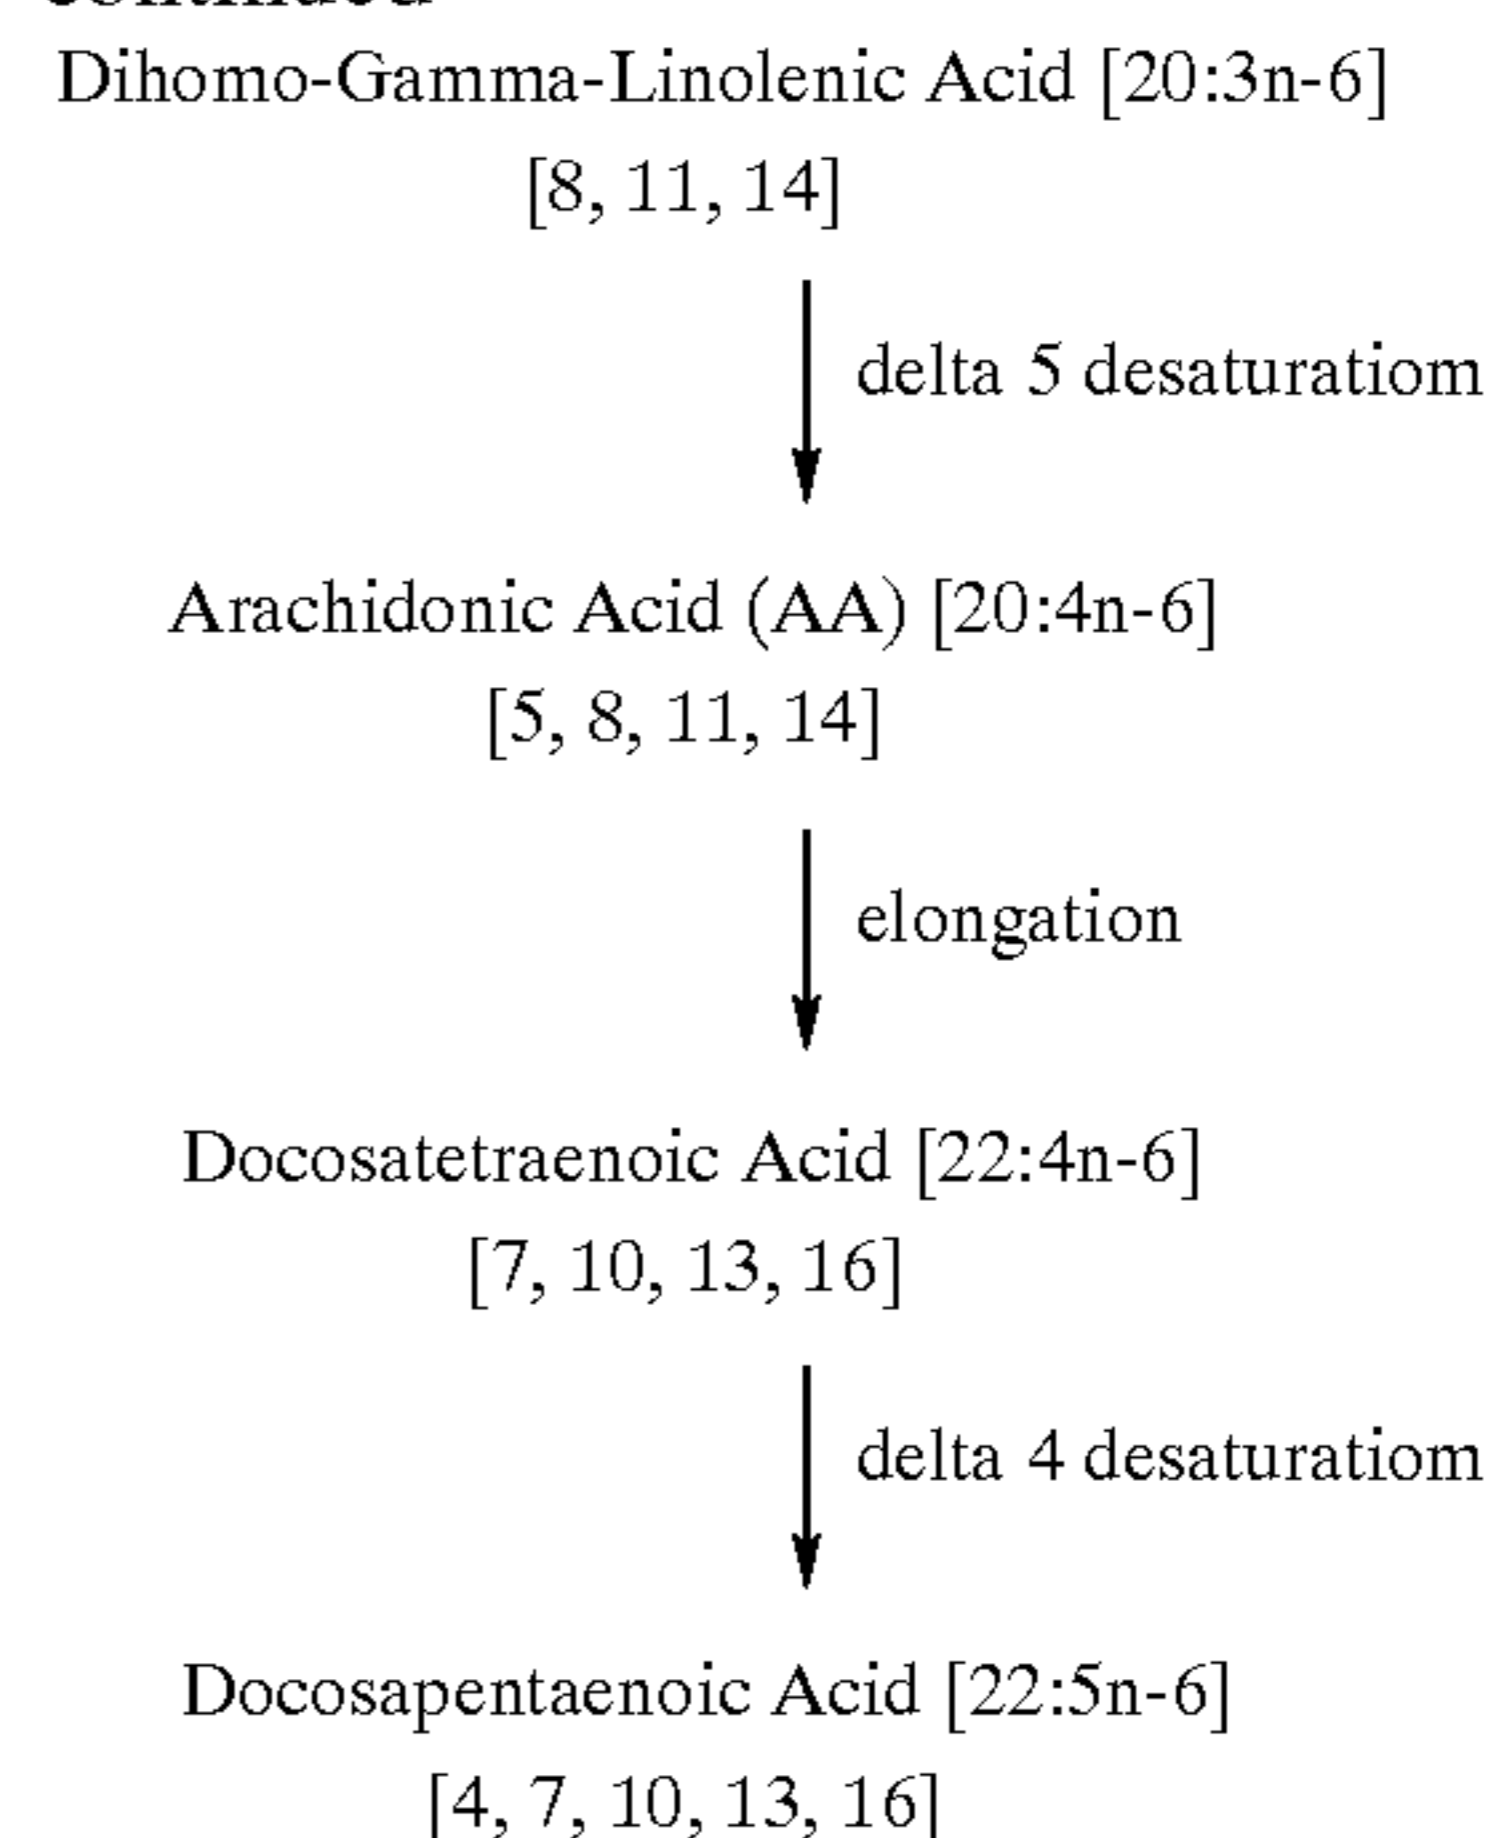 Dihomo-Gamma-Linolenic Acid [20:3n-6]
[8, 11, 14]
delta 5 desaturatiom
Arachidonic Acid (AA) [20:4n-6]
[5, 8, 11, 14]
elongation
Docosatetraenoic Acid [22:4n-6]
[7, 10, 13, 16]
delta 4 desaturatiom
Docosapentaenoic Acid [22:5n-6]
[4, 7, 10, 13, 16]